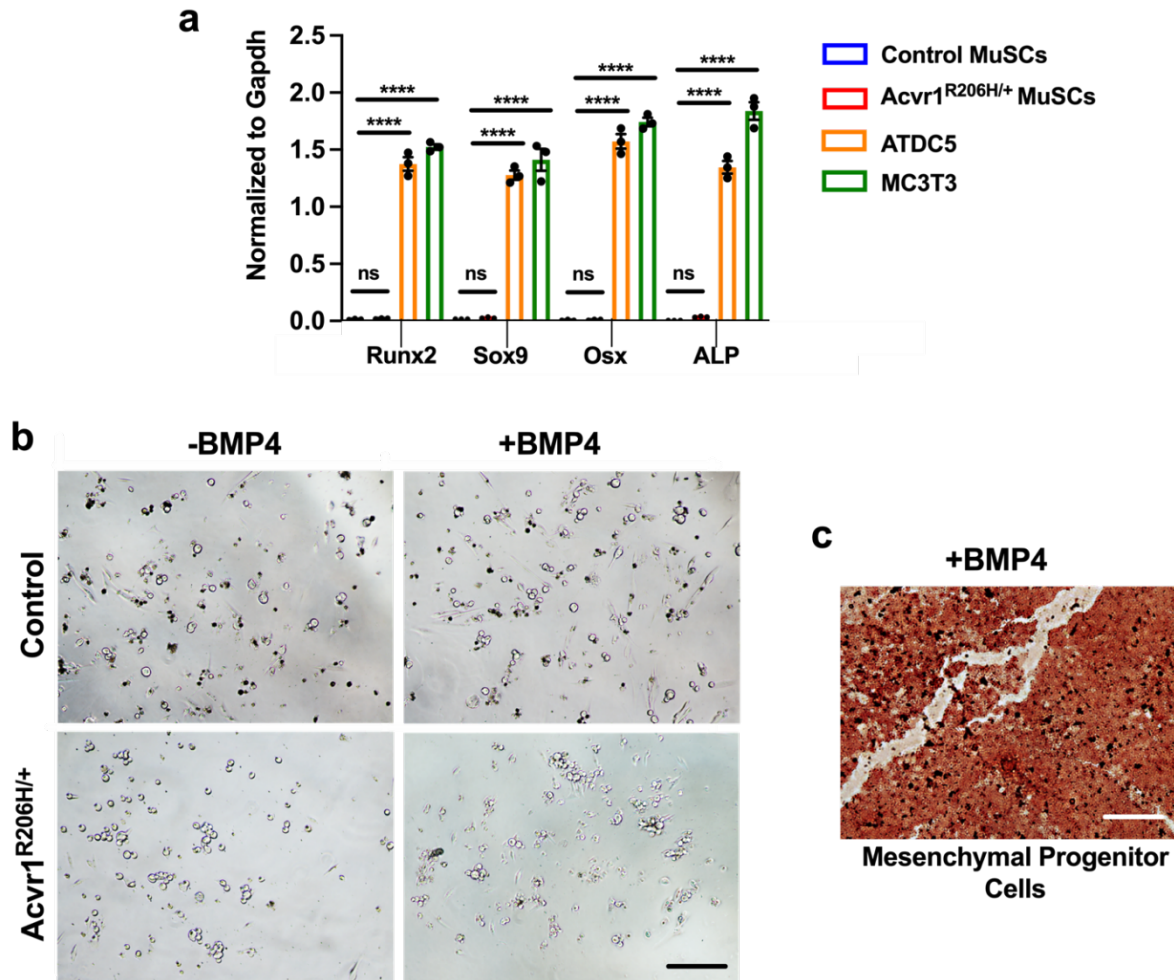 a
2.5
2.0
1.5
1.0
0.5
0.0
Normalized to Gapdh
**** **** **** ****
**** **** **** ****
ns ns ns ns
Runx2 Sox9 Osx ALP
Control MuSCs
Acvr1R206H/+ MuSCs
ATDC5
MC3T3
b
-BMP4 +BMP4
Control
Acvr1R206H/+
c
+BMP4
Mesenchymal Progenitor
Cells